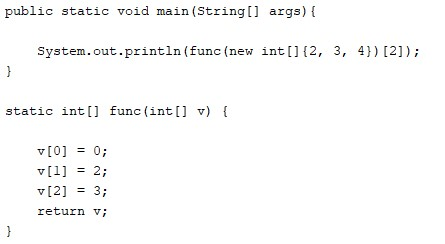 public static void main(String[] args){
System.out.println(func(new int[]{2, 3, 4})[2]);
}
static int[] func(int[] v) {
v[0] = 0;
v[1] = 2;
v[2] = 3;
return v;
}